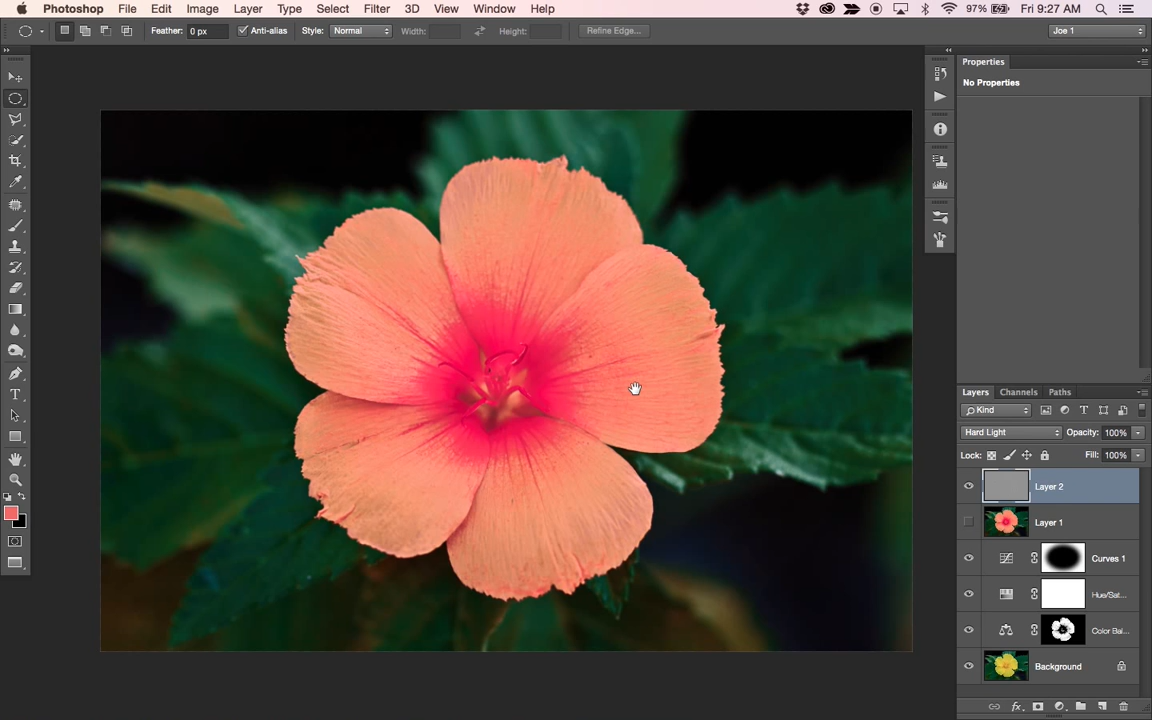 Photoshop File Edit Image Layer Type Select Filter 3D View Window Help 97% Fri 9:27 AM
Feather: 0 px Anti-alias Style: Normal Width: Height: Refine Edge... Joe 1
Properties
No Properties
Layers Channels Paths
Kind T
Hard Light Opacity: 100%
Lock: Fill: 100%
Layer 2
Layer 1
Curves 1
Hue/Sat...
Color Bal...
Background
fx